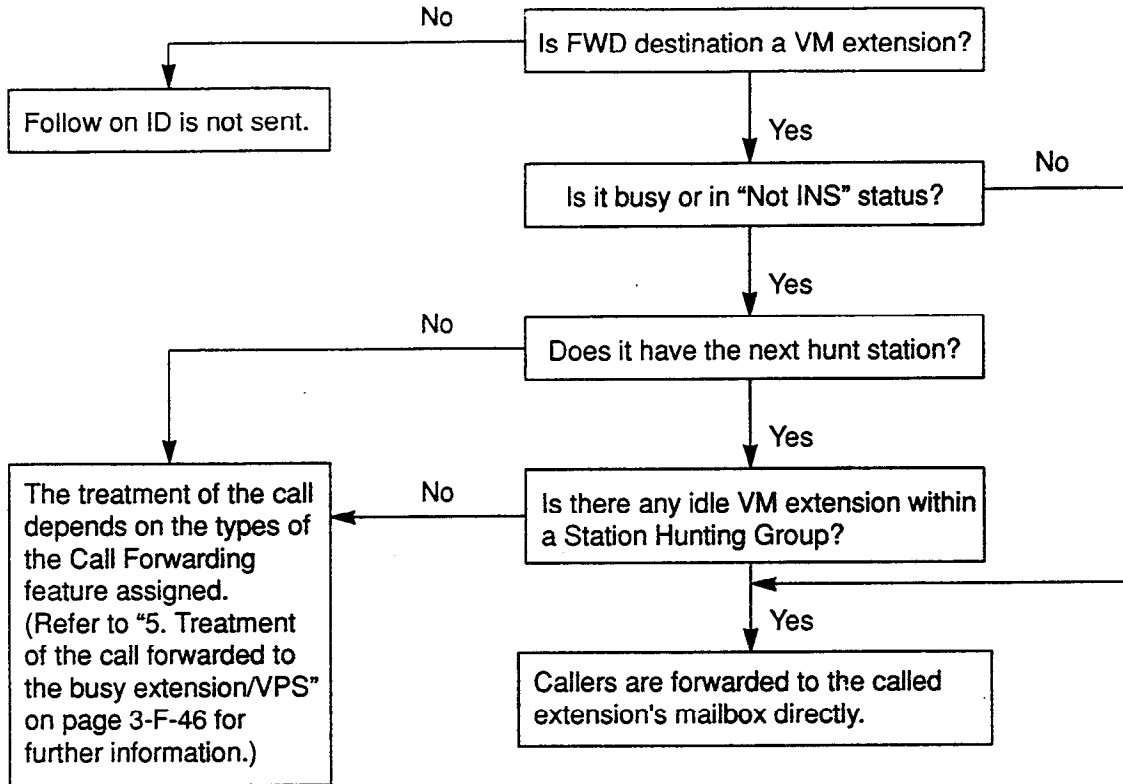 No
Is FWD destination a VM extension?
Follow on ID is not sent.
Yes
No
Is it busy or in “Not INS” status?
Yes
No
Does it have the next hunt station?
Yes
The treatment of the call
depends on the types of
the Call Forwarding
feature assigned.
(Refer to “5. Treatment
of the call forwarded to
the busy extension/VPS”
on page 3-F-46 for
further information.)
No
Is there any idle VM extension within
a Station Hunting Group?
Yes
Callers are forwarded to the called
extension's mailbox directly.